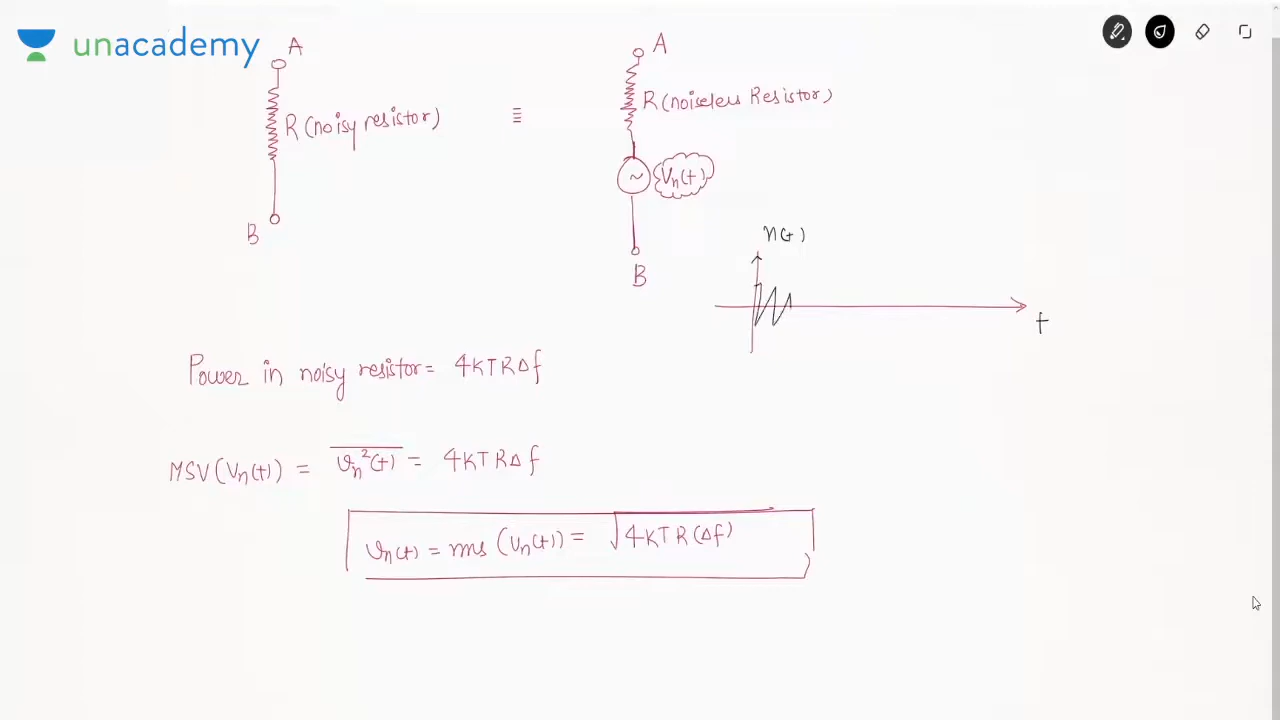 unacademy
A
R (noisy resistor)
B
≡
A
R (noiseless Resistor)
~
Vn(t)
B
n(t)
t
Power in noisy resistor = 4KTRΔf
MSV(Vn(t)) = vn²(t) = 4KTRΔf
vn(t) = rms (Vn(t)) = √4KTR(Δf)